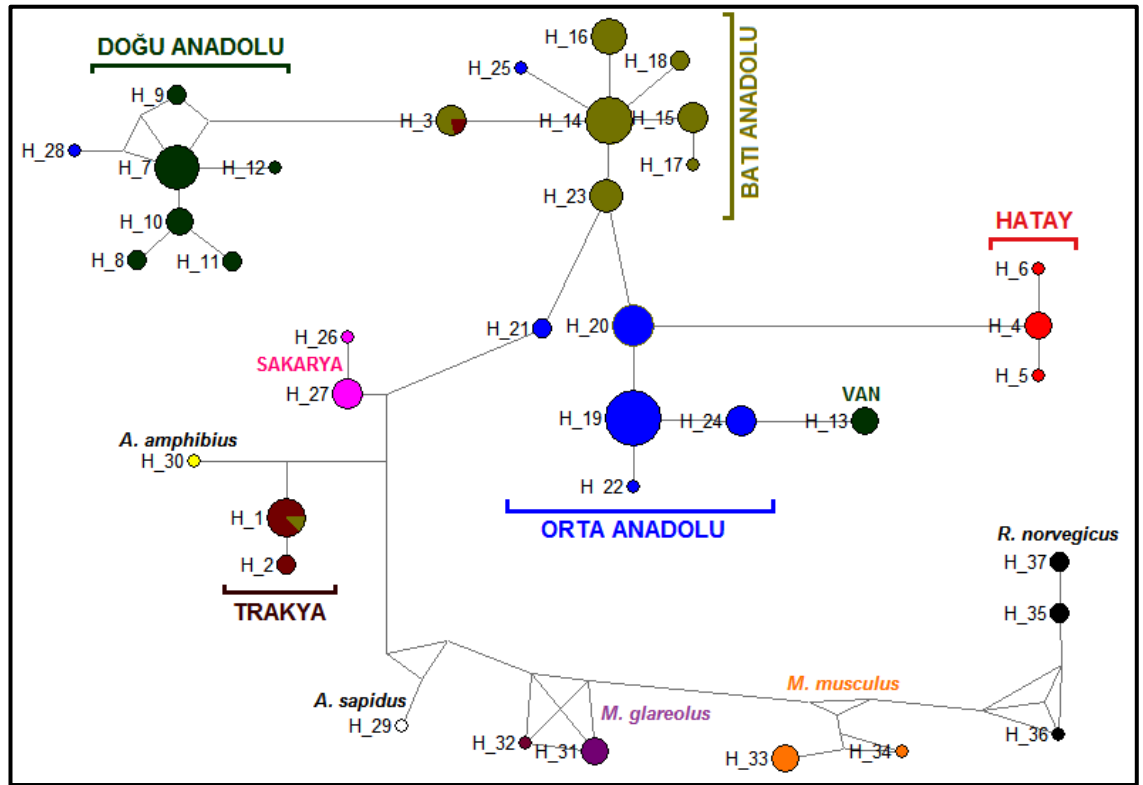 DOĞU ANADOLU
H_9
H_28
H_7
H_12
H_10
H_8
H_11
H_16
H_25
H_18
H_3
H_14
H_15
H_17
H_23
BATI ANADOLU
HATAY
H_6
H_4
H_5
H_21
H_20
H_26
SAKARYA
H_27
VAN
H_19
H_24
H_13
H_22
ORTA ANADOLU
A. amphibius
H_30
H_1
H_2
TRAKYA
R. norvegicus
H_37
H_35
H_36
A. sapidus
H_29
M. glareolus
H_32
H_31
M. musculus
H_33
H_34